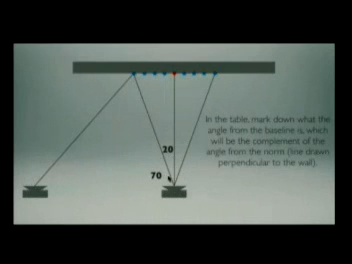 In the table, mark down what the
angle from the baseline is, which
will be the complement of the
angle from the norm (line drawn
perpendicular to the wall).
20
70